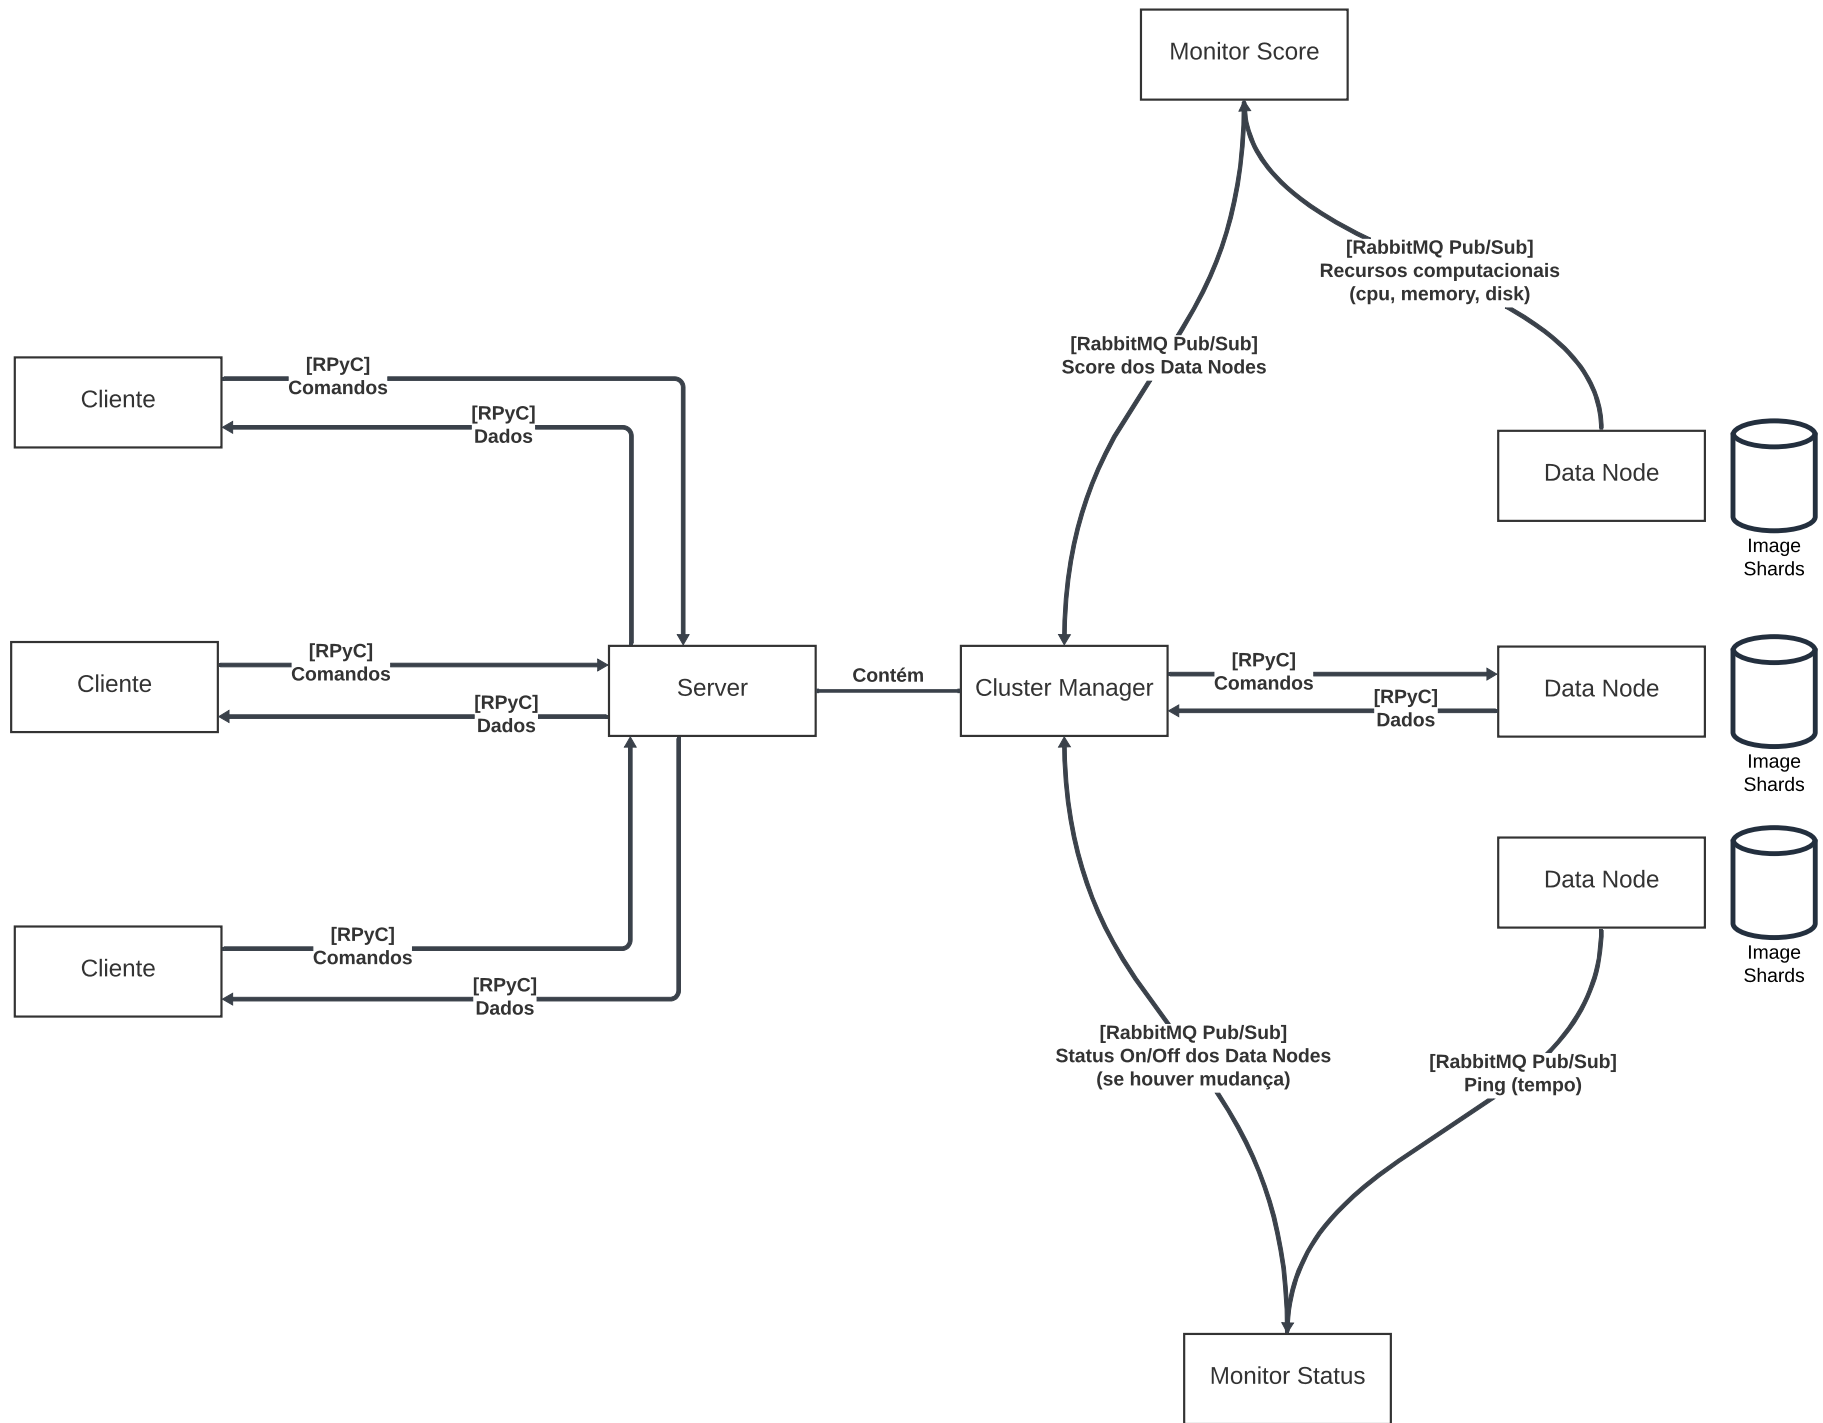 Monitor Score
[RabbitMQ Pub/Sub]
Recursos computacionais
(cpu, memory, disk)
[RabbitMQ Pub/Sub]
Score dos Data Nodes
Cliente
[RPyC]
Comandos
[RPyC]
Dados
Data Node
Image
Shards
Cliente
[RPyC]
Comandos
[RPyC]
Dados
Server
Contém
Cluster Manager
[RPyC]
Comandos
[RPyC]
Dados
Data Node
Image
Shards
Data Node
Image
Shards
Cliente
[RPyC]
Comandos
[RPyC]
Dados
[RabbitMQ Pub/Sub]
Status On/Off dos Data Nodes
(se houver mudança)
[RabbitMQ Pub/Sub]
Ping (tempo)
Monitor Status